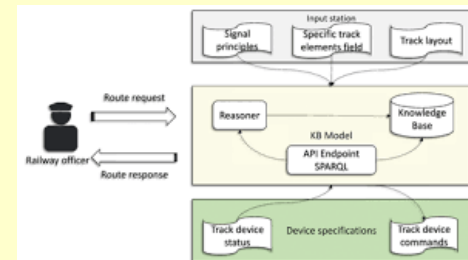 Input station
Signal
principles
Specific track
elements field
Track layout
Route request
Railway officer
Route response
Reasoner
Knowledge
Base
KB Model
API Endpoint
SPARQL
Track device
status
Device specifications
Track device
commands